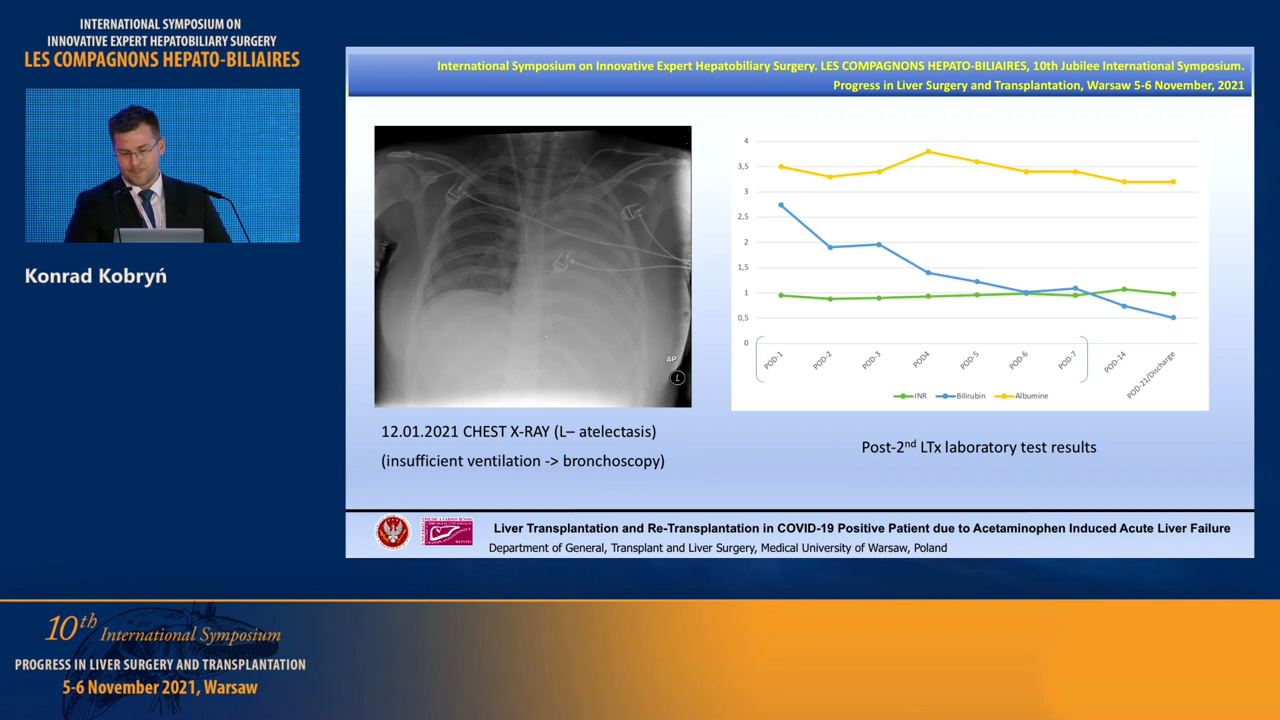 INTERNATIONAL SYMPOSIUM ON
INNOVATIVE EXPERT HEPATOBILIARY SURGERY
LES COMPAGNONS HEPATO-BILIAIRES
Konrad Kobryń
International Symposium on Innovative Expert Hepatobiliary Surgery. LES COMPAGNONS HEPATO-BILIAIRES, 10th Jubilee International Symposium.
Progress in Liver Surgery and Transplantation, Warsaw 5-6 November, 2021
AP
L
12.01.2021 CHEST X-RAY (L– atelectasis)
(insufficient ventilation -> bronchoscopy)
4
3,5
3
2,5
2
1,5
1
0,5
0
POD-1
POD-2
POD-3
POD4
POD-5
POD-6
POD-7
POD-14
POD-21/Discharge
INR Bilirubin Albumine
Post-2nd LTx laboratory test results
Liver Transplantation and Re-Transplantation in COVID-19 Positive Patient due to Acetaminophen Induced Acute Liver Failure
Department of General, Transplant and Liver Surgery, Medical University of Warsaw, Poland
10th International Symposium
PROGRESS IN LIVER SURGERY AND TRANSPLANTATION
5-6 November 2021, Warsaw